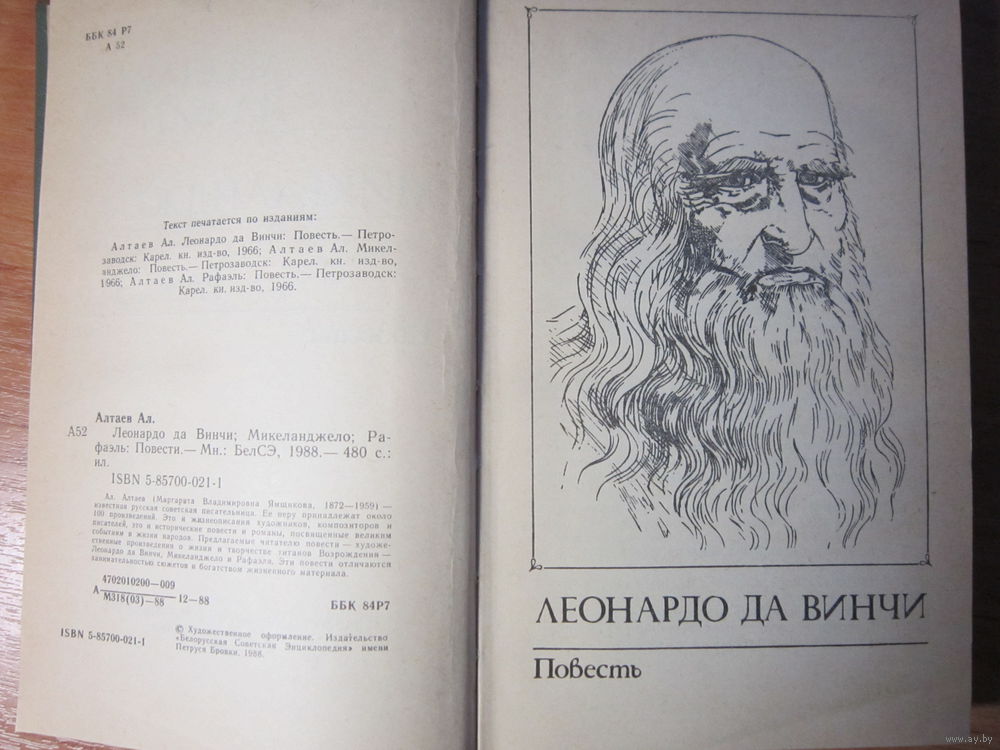 ББК 84 Р7
А 52
Текст печатается по изданиям:
Алтаев Ал. Леонардо да Винчи: Повесть.— Петро-
заводск: Карел. кн. изд-во, 1966; Алтаев Ал. Микел-
анджело: Повесть.— Петрозаводск: Карел. кн. изд-во,
1966; Алтаев Ал. Рафаэль: Повесть.— Петрозаводск:
Карел. кн. изд-во, 1966.
Алтаев Ал.
А52 Леонардо да Винчи; Микеланджело; Ра-
фаэль: Повести.— Мн.: БелСЭ, 1988.— 480 с.:
ил.
ISBN 5-85700-021-1
Ал. Алтаев (Маргарита Владимировна Ямщикова, 1872—1959) —
известная русская советская писательница. Ее перу принадлежат около
100 произведений. Это и жизнеописания художников, композиторов и
писателей, это и исторические повести и романы, посвященные великим
событиям в жизни народов. Предлагаемые читателю повести — художе-
ственные произведения о жизни и творчестве титанов Возрождения —
Леонардо да Винчи, Микеланджело и Рафаэля. Эти повести отличаются
занимательностью сюжетов и богатством жизненного материала.
А 4702010200—009
М318(03)—88 12—88
ББК 84Р7
ISBN 5-85700-021-1
© Художественное оформление. Издательство
«Белорусская Советская Энциклопедия» имени
Петруся Бровки, 1988.
ЛЕОНАРДО ДА ВИНЧИ
Повесть
www.ay.by